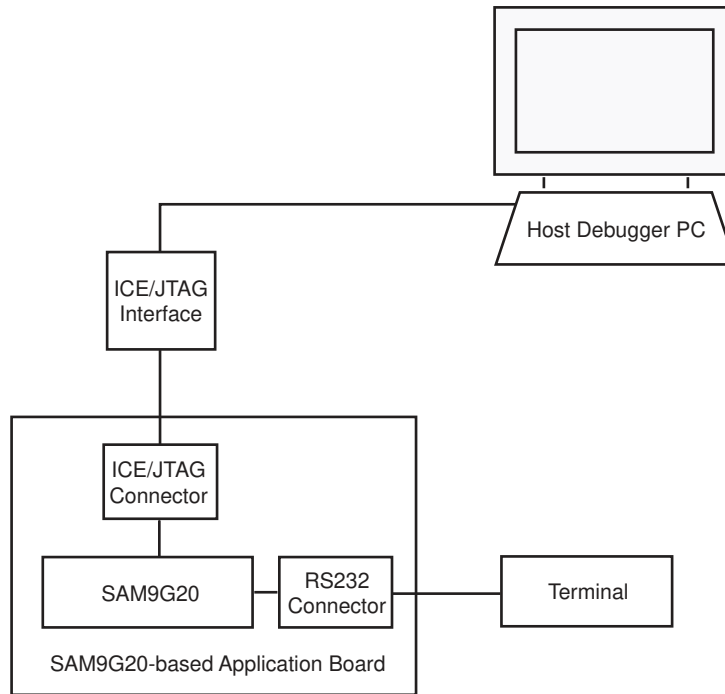 Host Debugger PC
ICE/JTAG
Interface
ICE/JTAG
Connector
SAM9G20
RS232
Connector
Terminal
SAM9G20-based Application Board